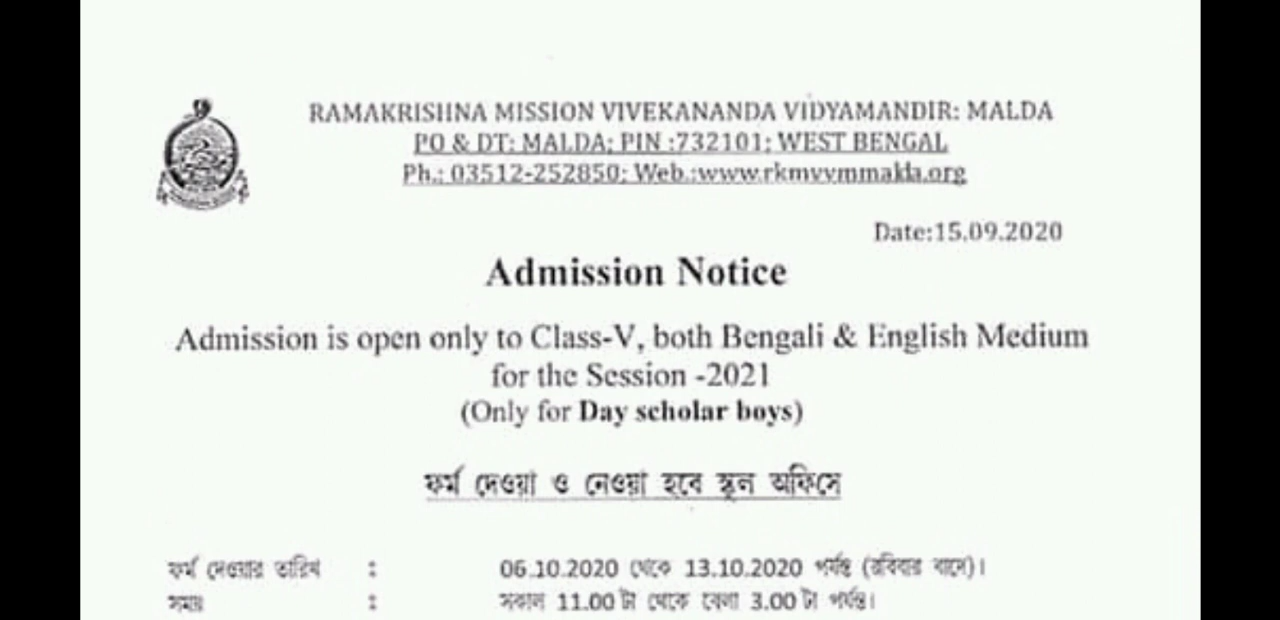 RAMAKRISHNA MISSION VIVEKANANDA VIDYAMANDIR: MALDA
PO & DT: MALDA; PIN :732101; WEST BENGAL
Ph.: 03512-252850; Web.:www.rkmvvmmalda.org
Date:15.09.2020
Admission Notice
Admission is open only to Class-V, both Bengali & English Medium
for the Session -2021
(Only for Day scholar boys)
ফর্ম দেওয়া ও নেওয়া হবে স্কুল অফিসে
ফর্ম দেওয়ার তারিখ : 06.10.2020 থেকে 13.10.2020 পর্যন্ত (রবিবার বাদে)।
সময় : সকাল 11.00 টা থেকে বেলা 3.00 টা পর্যন্ত।